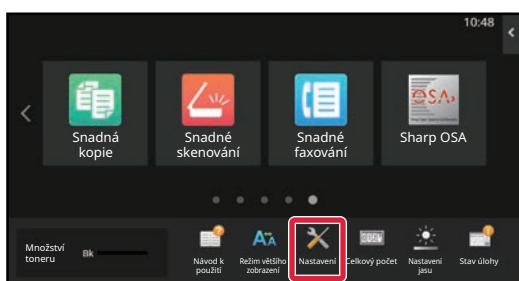 10:48
Snadná
kopie
Snadné
skenování
Snadné
faxování
Sharp OSA
Množství
toneru
Bk
Návod k
použití
Režim většího
zobrazení
Nastavení
Celkový počet
Nastavení
jasu
Stav úlohy